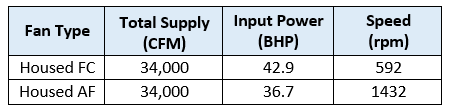 Fan Type Total Supply (CFM) Input Power (BHP) Speed (rpm)
Housed FC 34,000 42.9 592
Housed AF 34,000 36.7 1432